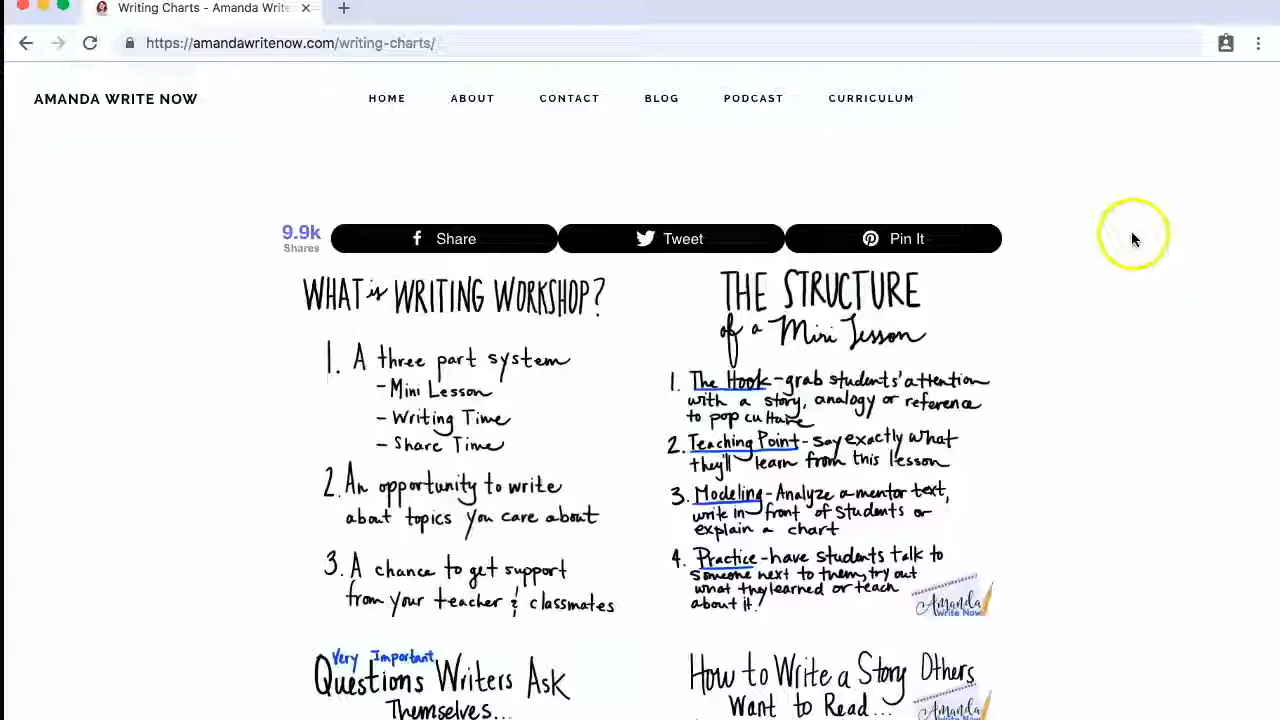 Writing Charts - Amanda Write
https://amandawritenow.com/writing-charts/
AMANDA WRITE NOW
HOME ABOUT CONTACT BLOG PODCAST CURRICULUM
9.9k
Shares
Share
Tweet
Pin It
WHAT is WRITING WORKSHOP?
1. A three part system
- Mini Lesson
- Writing Time
- Share Time
2. An opportunity to write
about topics you care about
3. A chance to get support
from your teacher & classmates
THE STRUCTURE
of a Mini Lesson
1. The Hook - grab students' attention
with a story, analogy or reference
to pop culture
2. Teaching Point - say exactly what
they'll learn from this lesson
3. Modeling - Analyze a mentor text,
write in front of students or
explain a chart
4. Practice - have students talk to
someone next to them, try out
what they learned or teach
about it!
Amanda
Write Now
Very Important
Questions Writers Ask
Themselves...
How to Write a Story Others
Want to Read...
Amanda
Write Now